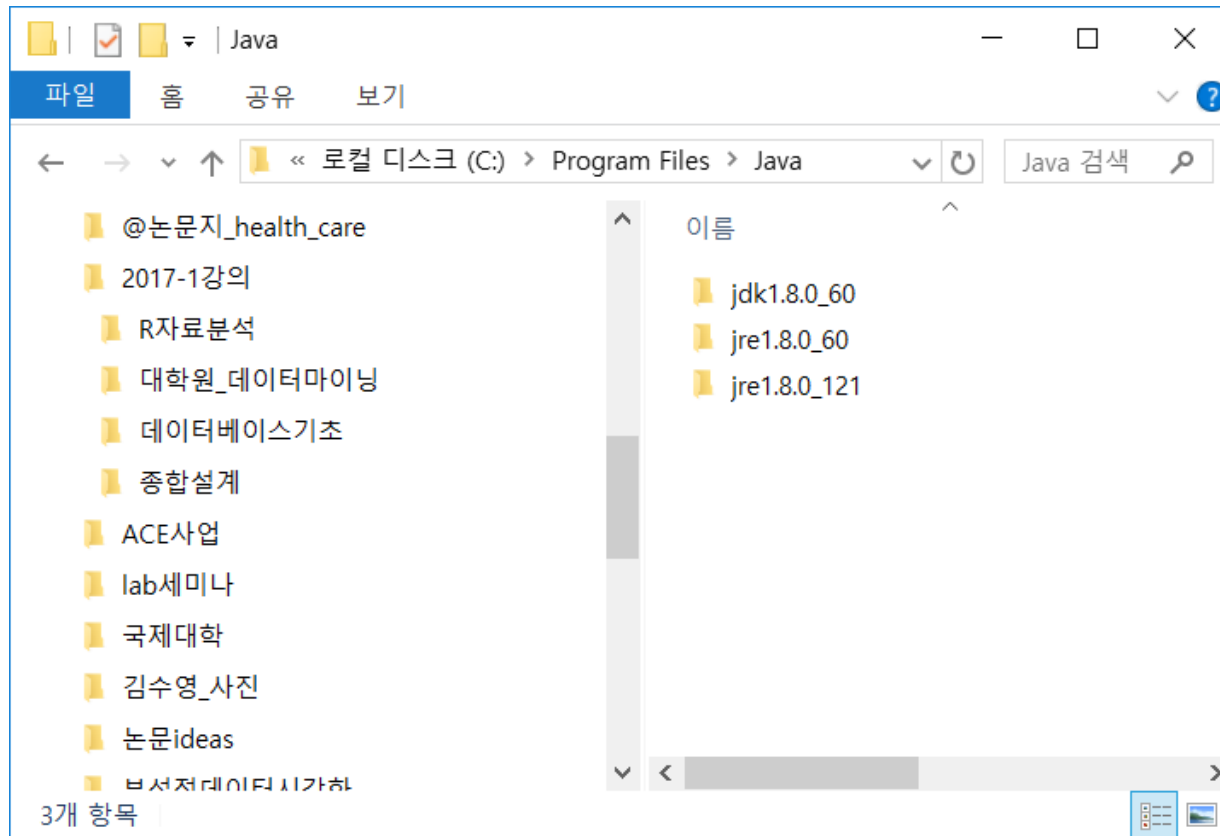 Java
파일 홈 공유 보기
« 로컬 디스크 (C:) > Program Files > Java
Java 검색
@논문지_health_care
2017-1강의
R자료분석
대학원_데이터마이닝
데이터베이스기초
종합설계
ACE사업
lab세미나
국제대학
김수영_사진
논문ideas
이름
jdk1.8.0_60
jre1.8.0_60
jre1.8.0_121
3개 항목